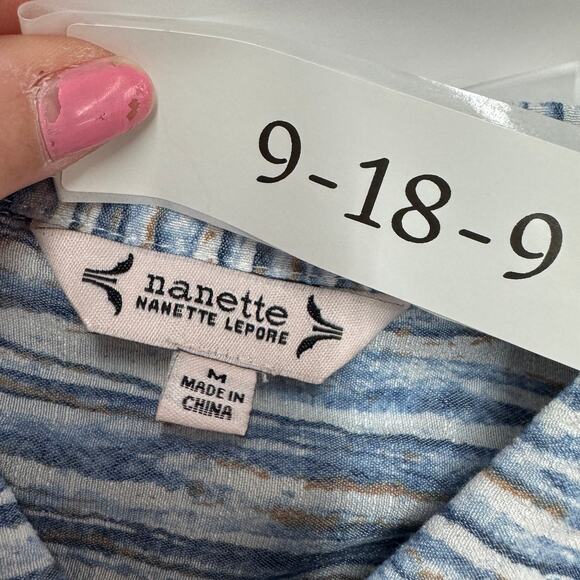 9-18-9
nanette
NANETTE LEPORE
M
MADE IN
CHINA